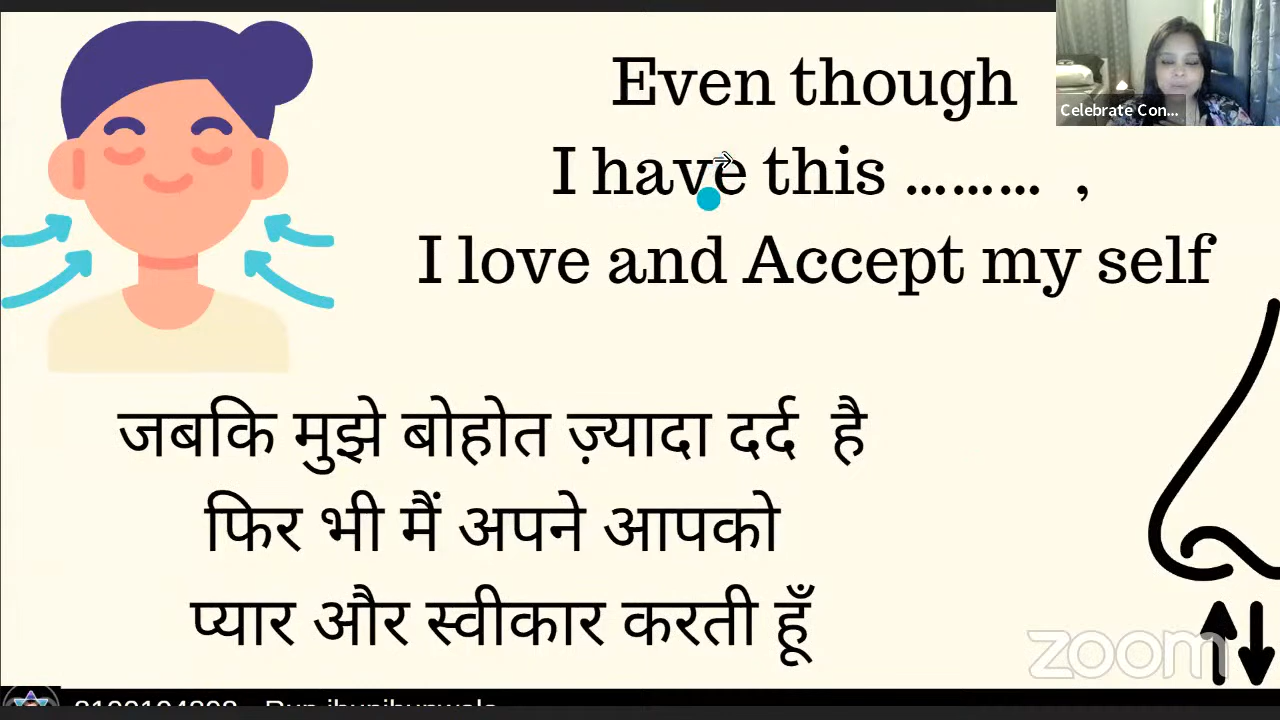 Even though
I have this ......... ,
I love and Accept my self
Celebrate Con...
जबकि मुझे बोहोत ज़्यादा दर्द है
फिर भी मैं अपने आपको
प्यार और स्वीकार करती हूँ
zoom